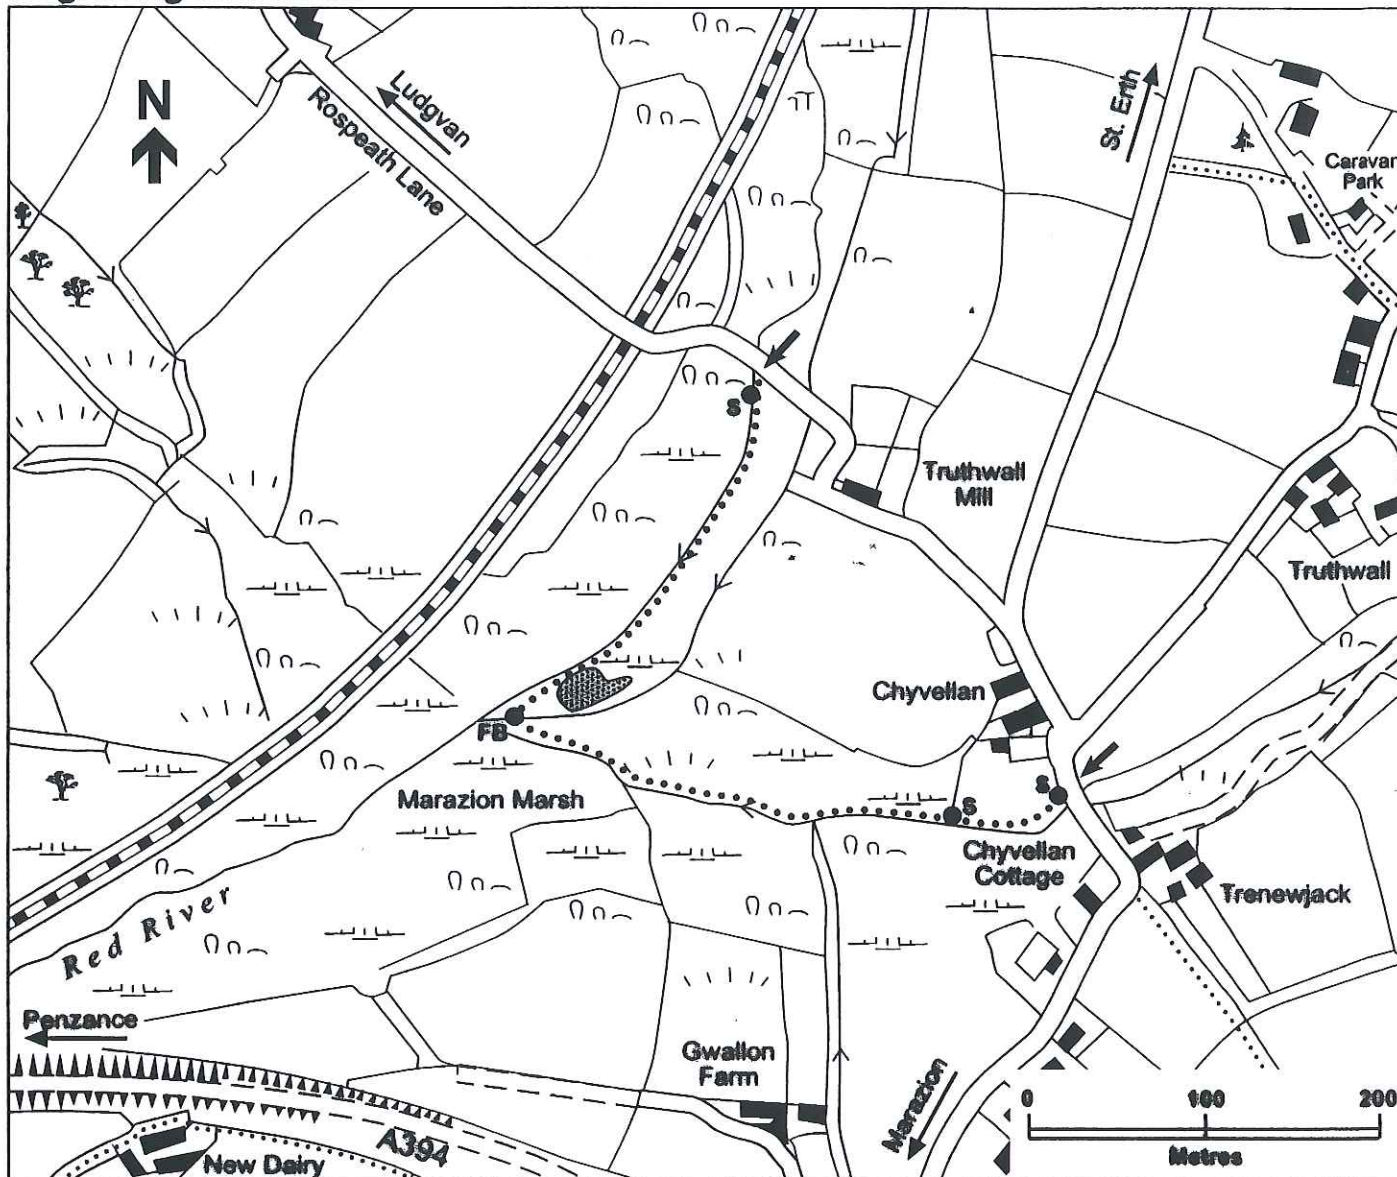 N
Ludgvan
Rospeath Lane
St. Erth
Caravan
Park
S
Truthwall
Mill
Truthwall
Chyvellan
FB
Marazion Marsh
S
S
Chyvellan
Cottage
Trenewjack
Red River
Penzance
Gwallon
Farm
Marazion
A394
New Dairy
0 100 200
Metres